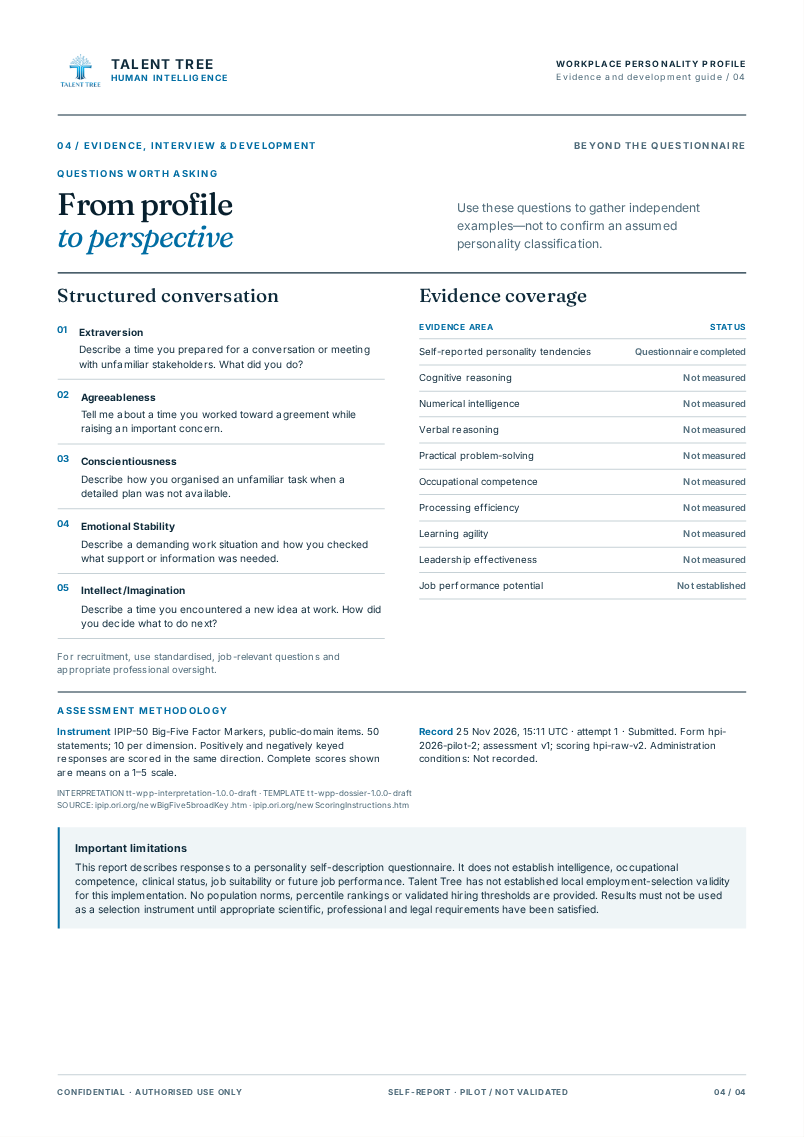 TALENT TREE
TALENT TREE
HUMAN INTELLIGENCE
WORKPLACE PERSONALITY PROFILE
Evidence and development guide / 04
04 / EVIDENCE, INTERVIEW & DEVELOPMENT
BEYOND THE QUESTIONNAIRE
QUESTIONS WORTH ASKING
From profile
to perspective
Use these questions to gather independent
examples—not to confirm an assumed
personality classification.
Structured conversation
01 Extraversion
Describe a time you prepared for a conversation or meeting
with unfamiliar stakeholders. What did you do?
02 Agreeableness
Tell me about a time you worked toward agreement while
raising an important concern.
03 Conscientiousness
Describe how you organised an unfamiliar task when a
detailed plan was not available.
04 Emotional Stability
Describe a demanding work situation and how you checked
what support or information was needed.
05 Intellect/Imagination
Describe a time you encountered a new idea at work. How did
you decide what to do next?
For recruitment, use standardised, job-relevant questions and
appropriate professional oversight.
Evidence coverage
EVIDENCE AREA STATUS
Self-reported personality tendencies Questionnaire completed
Cognitive reasoning Not measured
Numerical intelligence Not measured
Verbal reasoning Not measured
Practical problem-solving Not measured
Occupational competence Not measured
Processing efficiency Not measured
Learning agility Not measured
Leadership effectiveness Not measured
Job performance potential Not established
ASSESSMENT METHODOLOGY
Instrument IPIP-50 Big-Five Factor Markers, public-domain items. 50
statements; 10 per dimension. Positively and negatively keyed
responses are scored in the same direction. Complete scores shown
are means on a 1–5 scale.
Record 25 Nov 2026, 15:11 UTC · attempt 1 · Submitted. Form hpi-
2026-pilot-2; assessment v1; scoring hpi-raw-v2. Administration
conditions: Not recorded.
INTERPRETATION tt-wpp-interpretation-1.0.0-draft · TEMPLATE tt-wpp-dossier-1.0.0-draft
SOURCE: ipip.ori.org/newBigFive5broadKey.htm · ipip.ori.org/newScoringInstructions.htm
Important limitations
This report describes responses to a personality self-description questionnaire. It does not establish intelligence, occupational
competence, clinical status, job suitability or future job performance. Talent Tree has not established local employment-selection validity
for this implementation. No population norms, percentile rankings or validated hiring thresholds are provided. Results must not be used
as a selection instrument until appropriate scientific, professional and legal requirements have been satisfied.
CONFIDENTIAL · AUTHORISED USE ONLY
SELF-REPORT · PILOT / NOT VALIDATED
04 / 04